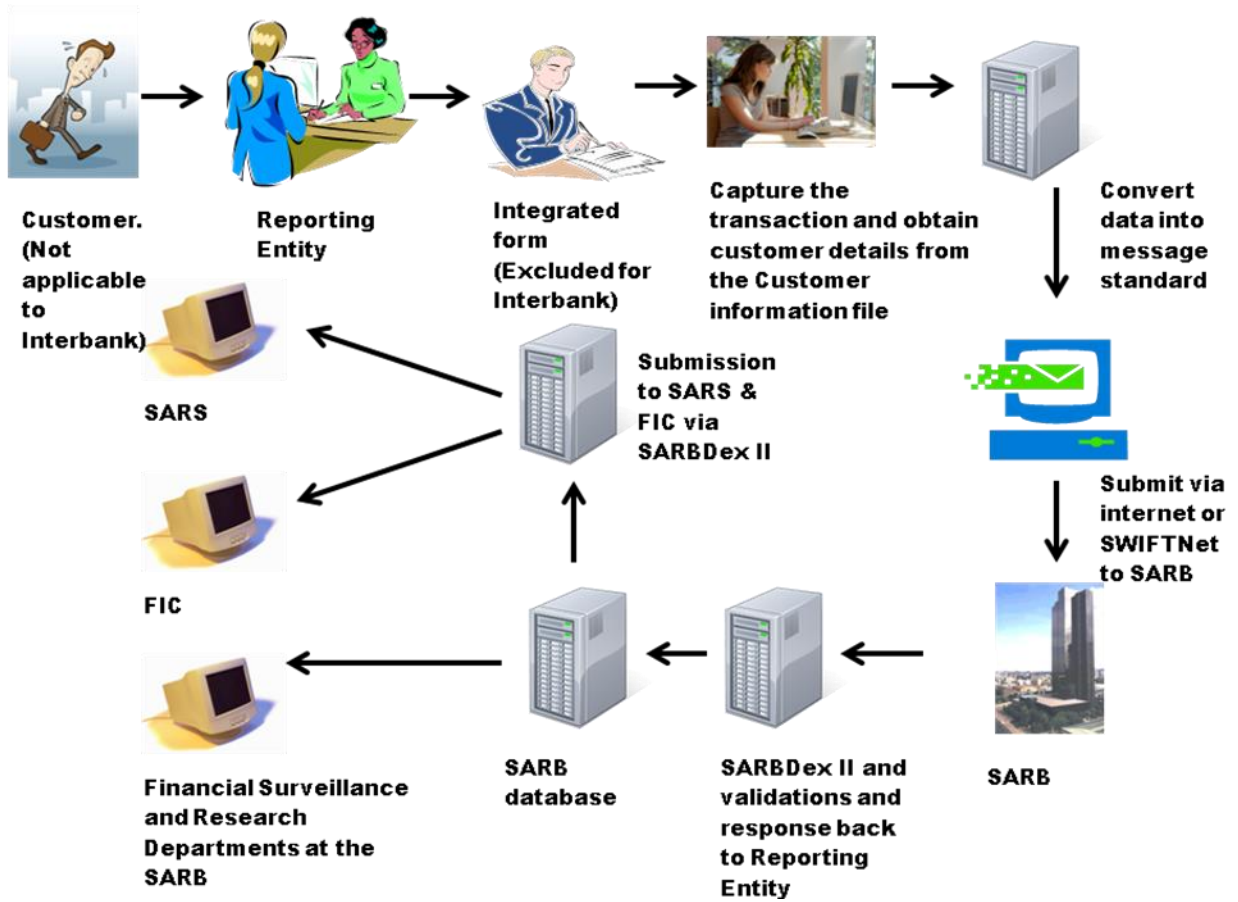 Customer.
(Not
applicable
to
Interbank)
Reporting
Entity
Integrated
form
(Excluded for
Interbank)
Capture the
transaction and obtain
customer details from
the Customer
information file
Convert
data into
message
standard
Submit via
internet or
SWIFTNet
to SARB
SARB
SARBDex II and
validations and
response back
to Reporting
Entity
SARB
database
Submission
to SARS &
FIC via
SARBDex II
SARS
FIC
Financial Surveillance
and Research
Departments at the
SARB